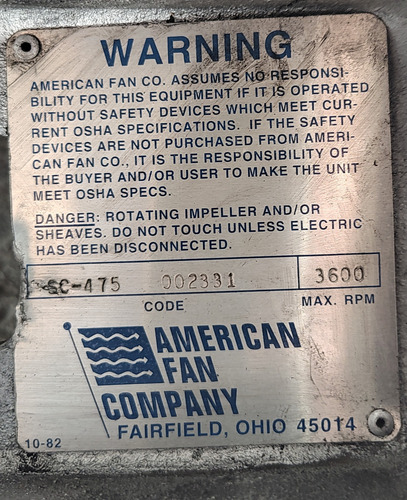 WARNING
AMERICAN FAN CO. ASSUMES NO RESPONSI-
BILITY FOR THIS EQUIPMENT IF IT IS OPERATED
WITHOUT SAFETY DEVICES WHICH MEET CUR-
RENT OSHA SPECIFICATIONS. IF THE SAFETY
DEVICES ARE NOT PURCHASED FROM AMERI-
CAN FAN CO., IT IS THE RESPONSIBILITY OF
THE BUYER AND/OR USER TO MAKE THE UNIT
MEET OSHA SPECS.
DANGER: ROTATING IMPELLER AND/OR
SHEAVES. DO NOT TOUCH UNLESS ELECTRIC
HAS BEEN DISCONNECTED.
002331 3600
CODE MAX. RPM
AMERICAN
FAN
COMPANY
FAIRFIELD, OHIO 45014
10-82